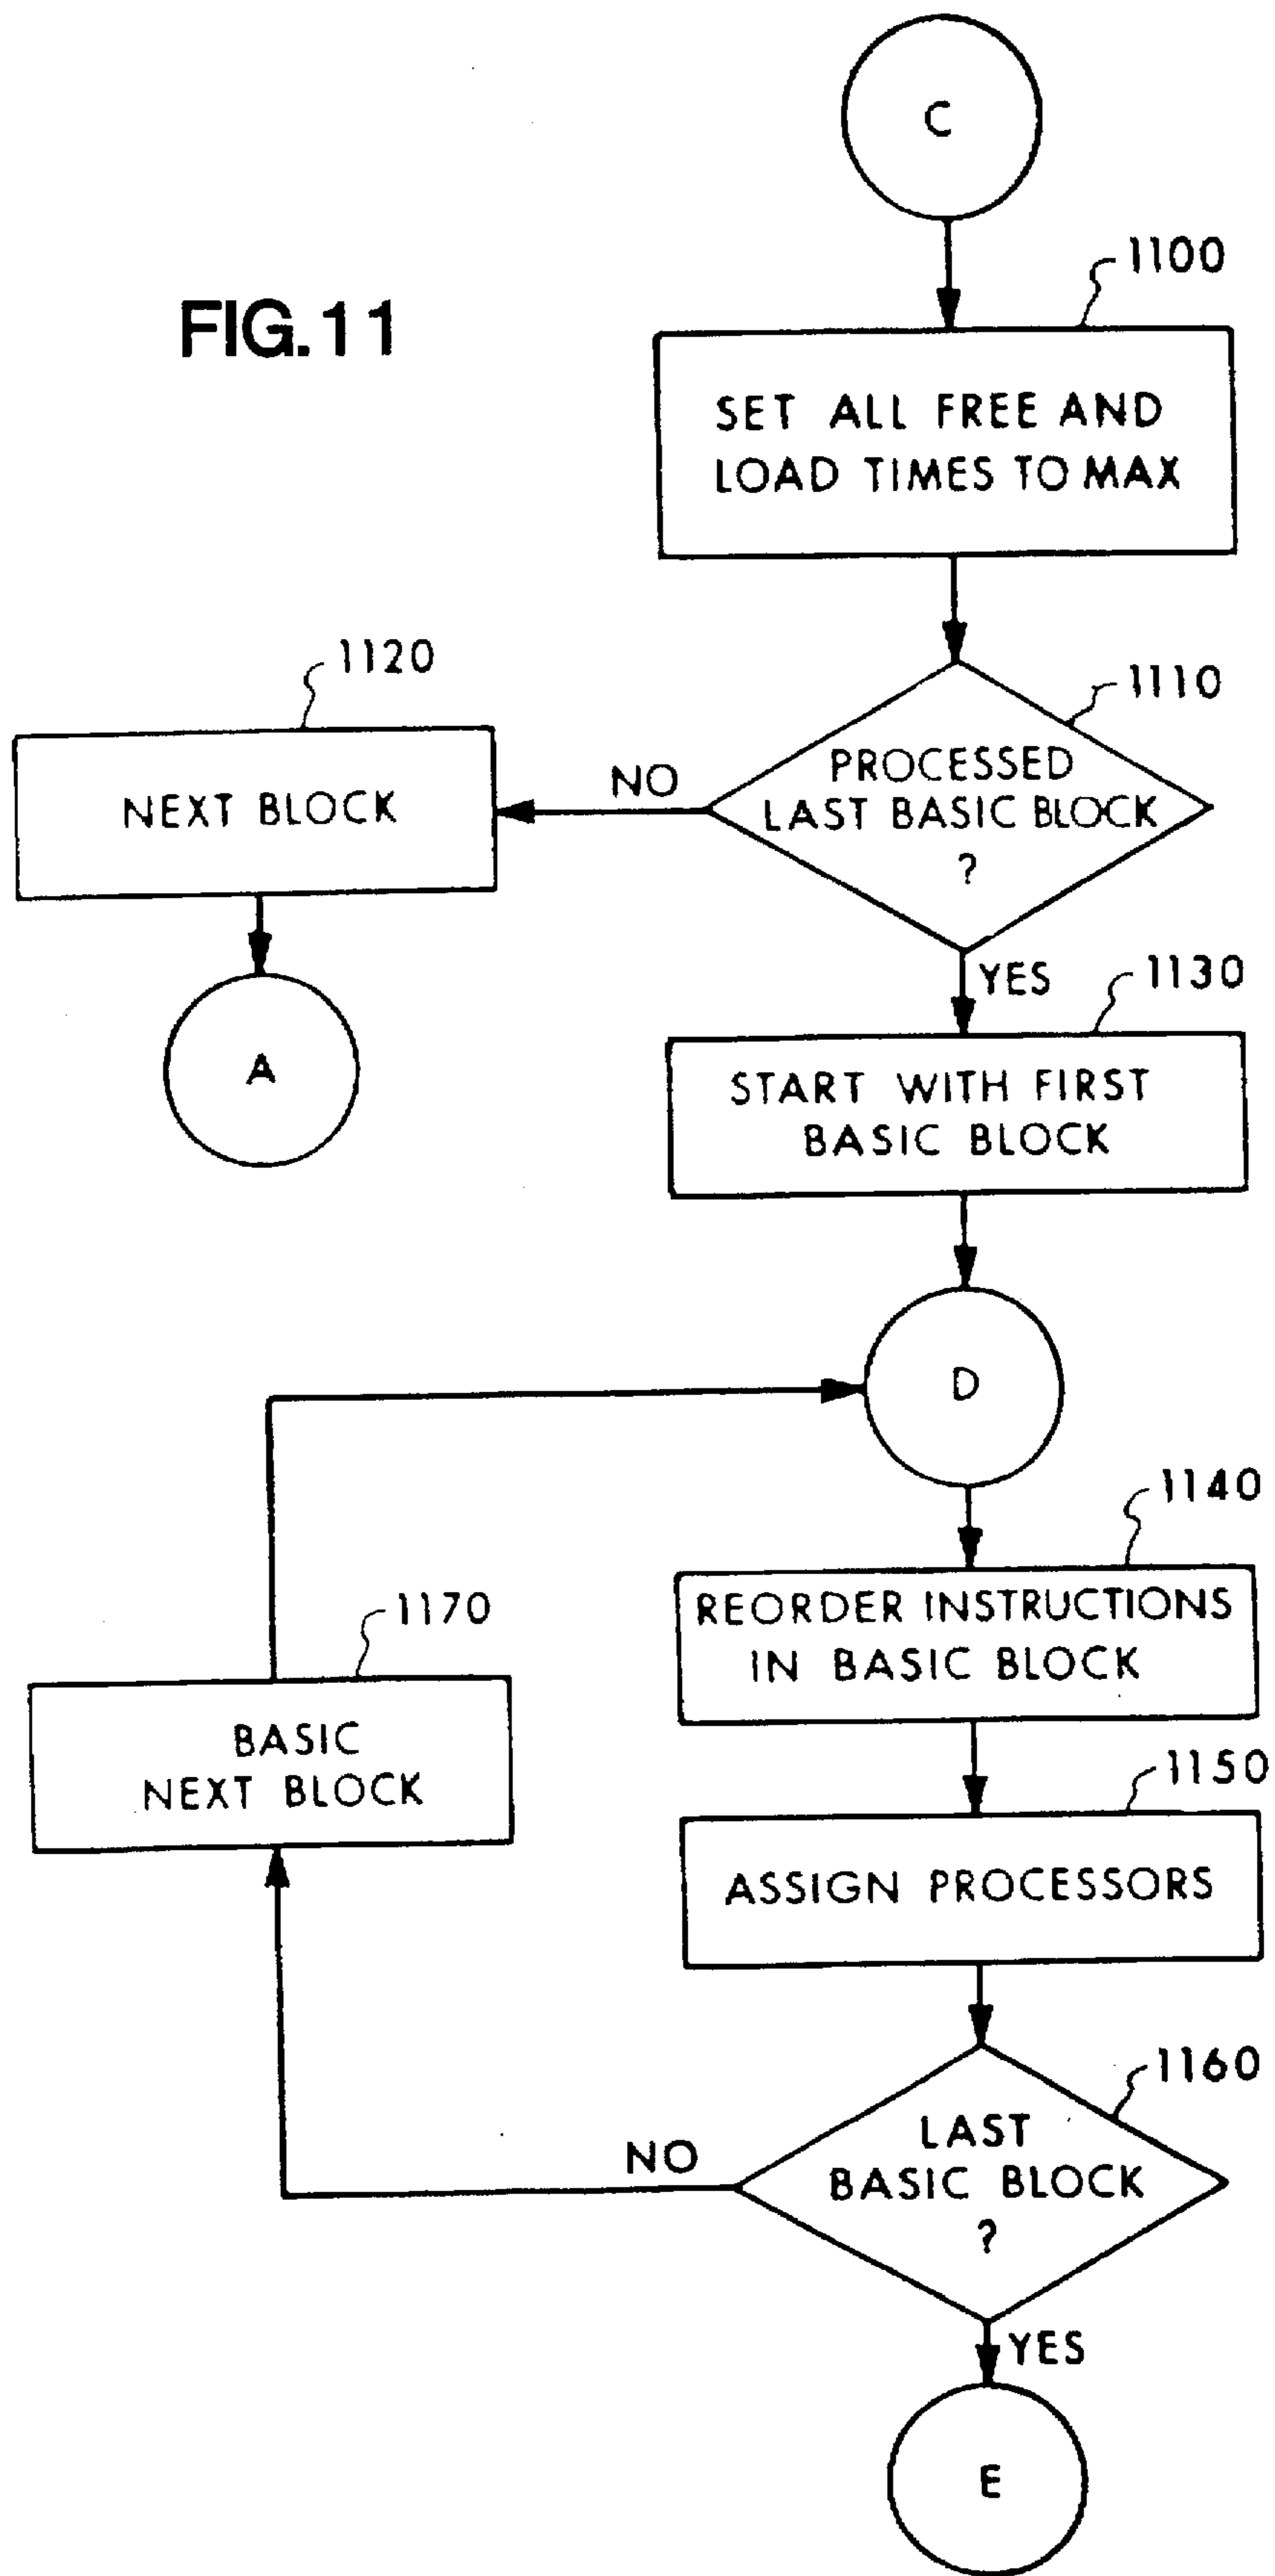 C
1100
FIG.11
SET ALL FREE AND
LOAD TIMES TO MAX
1120
1110
NEXT BLOCK
NO
PROCESSED
LAST BASIC BLOCK
?
YES
1130
A
START WITH FIRST
BASIC BLOCK
D
1140
REORDER INSTRUCTIONS
IN BASIC BLOCK
1170
BASIC
NEXT BLOCK
1150
ASSIGN PROCESSORS
1160
NO
LAST
BASIC BLOCK
?
YES
E